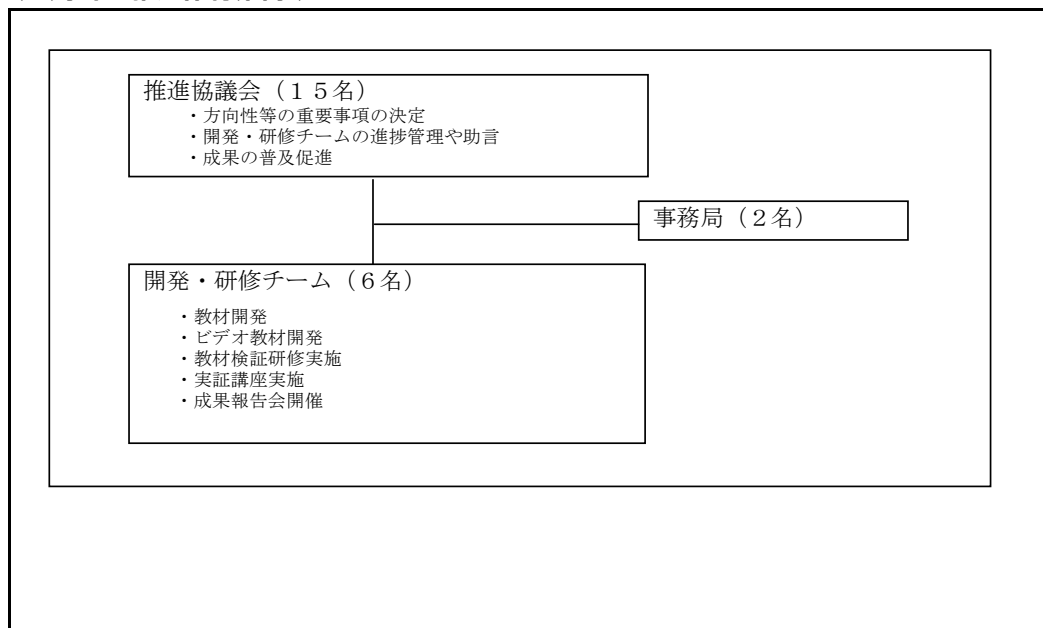 推進協議会（１５名）
・方向性等の重要事項の決定
・開発・研修チームの進捗管理や助言
・成果の普及促進
事務局（２名）
開発・研修チーム（６名）
・教材開発
・ビデオ教材開発
・教材検証研修実施
・実証講座実施
・成果報告会開催